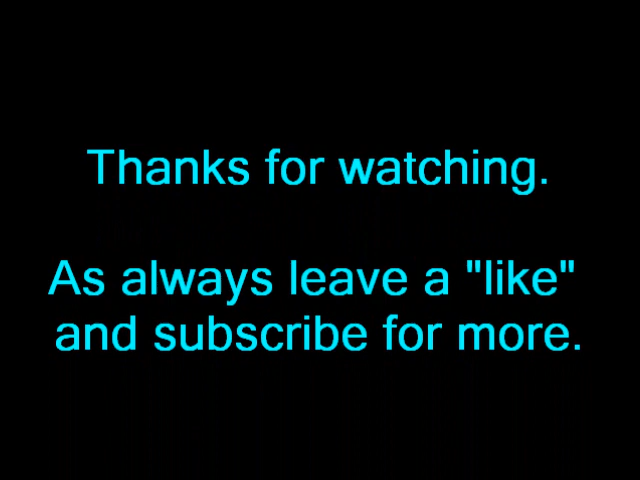 Thanks for watching.
As always leave a "like"
and subscribe for more.